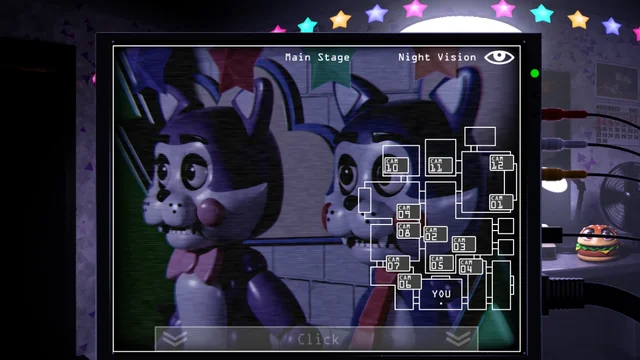 Main Stage
Night Vision
CAM 10
CAM 11
CAM 12
CAM 01
CAM 09
CAM 08
CAM 02
CAM 03
CAM 07
CAM 05
CAM 04
CAM 06
YOU
Click